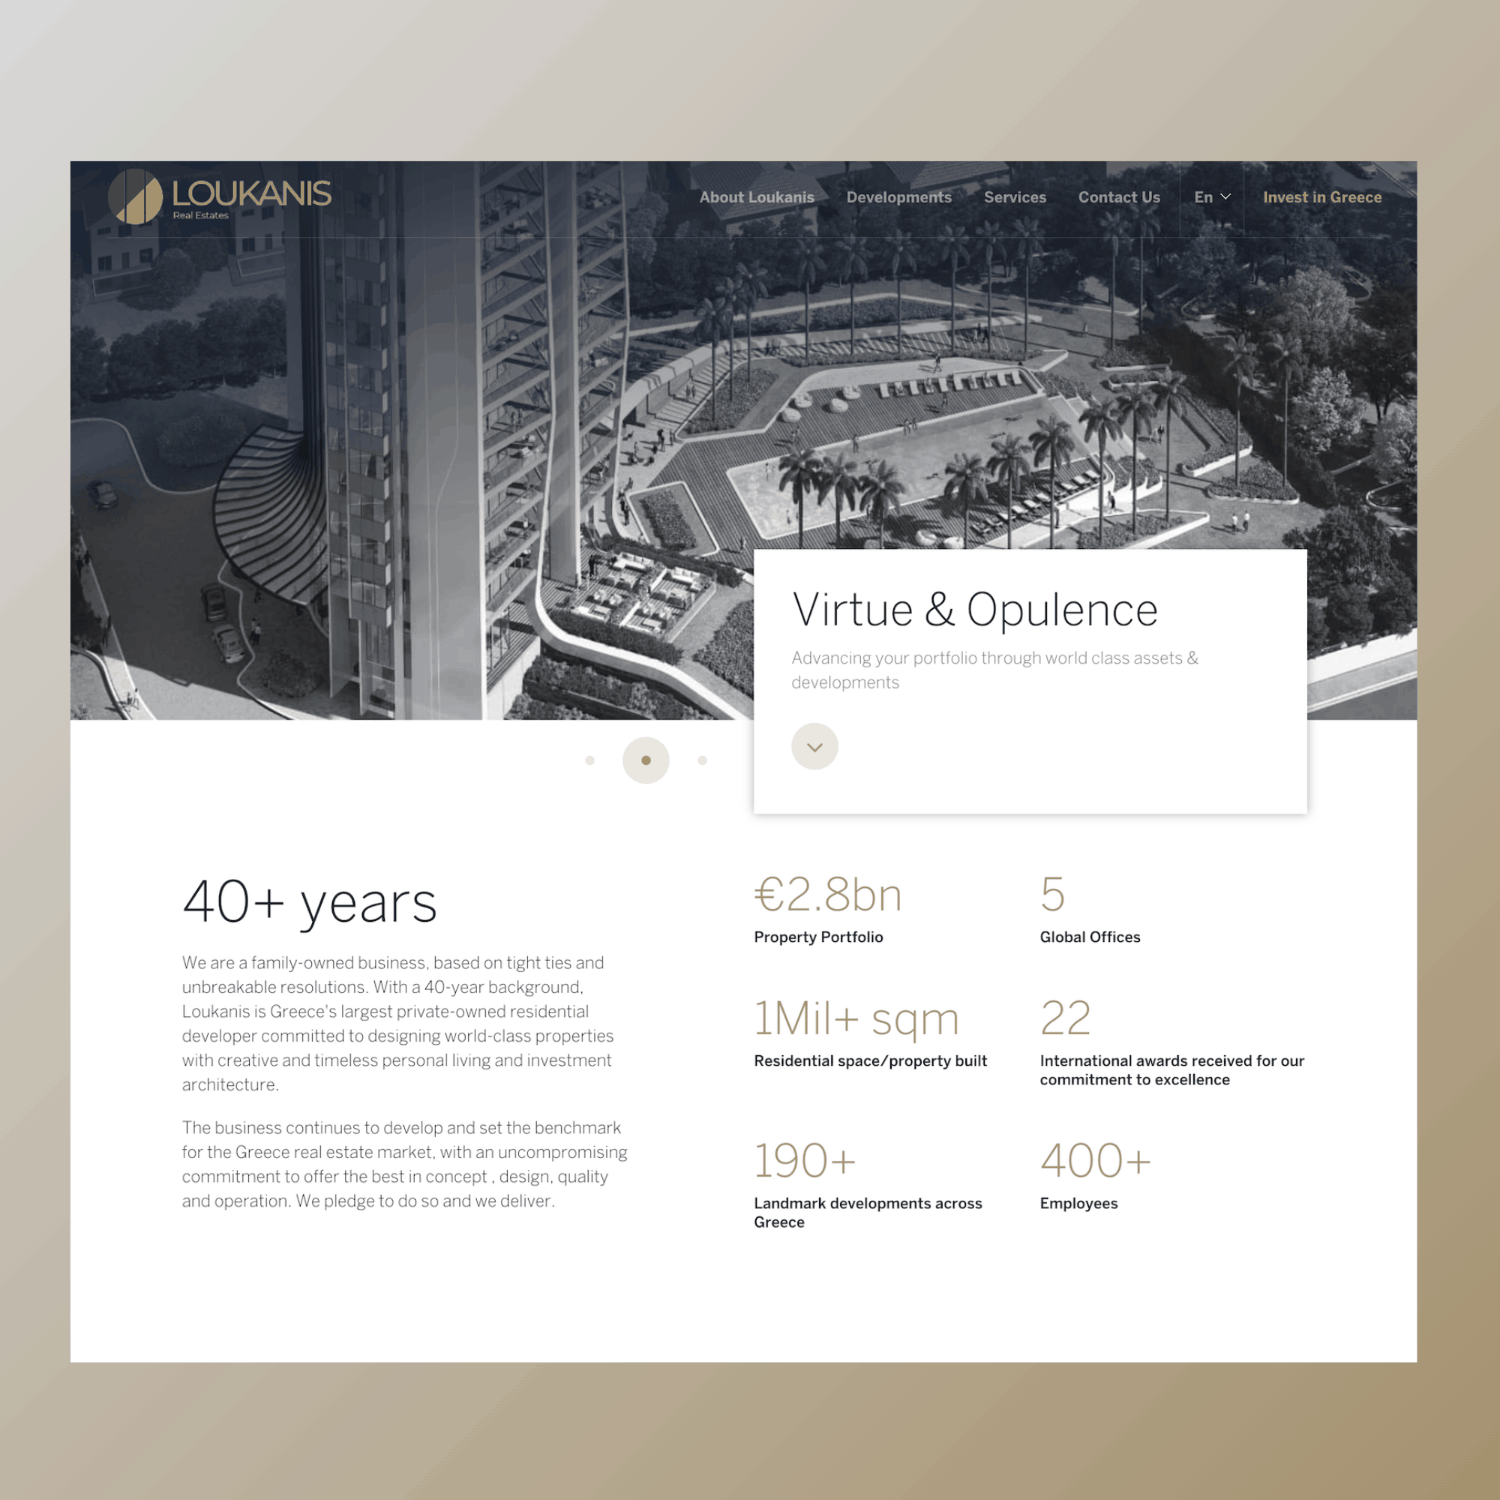 LOUKANIS
Real Estates
About Loukanis Developments Services Contact Us En Invest in Greece
Virtue & Opulence
Advancing your portfolio through world class assets &
developments
40+ years
We are a family-owned business, based on tight ties and
unbreakable resolutions. With a 40-year background,
Loukanis is Greece's largest private-owned residential
developer committed to designing world-class properties
with creative and timeless personal living and investment
architecture.
The business continues to develop and set the benchmark
for the Greece real estate market, with an uncompromising
commitment to offer the best in concept , design, quality
and operation. We pledge to do so and we deliver.
€2.8bn
Property Portfolio
5
Global Offices
1Mil+ sqm
Residential space/property built
22
International awards received for our
commitment to excellence
190+
Landmark developments across
Greece
400+
Employees